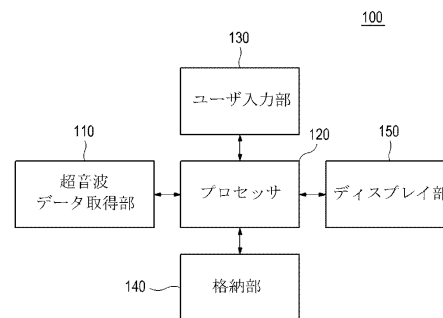 100
130
ユーザ入力部
110
120
150
超音波
データ取得部
プロセッサ
ディスプレイ部
140
格納部